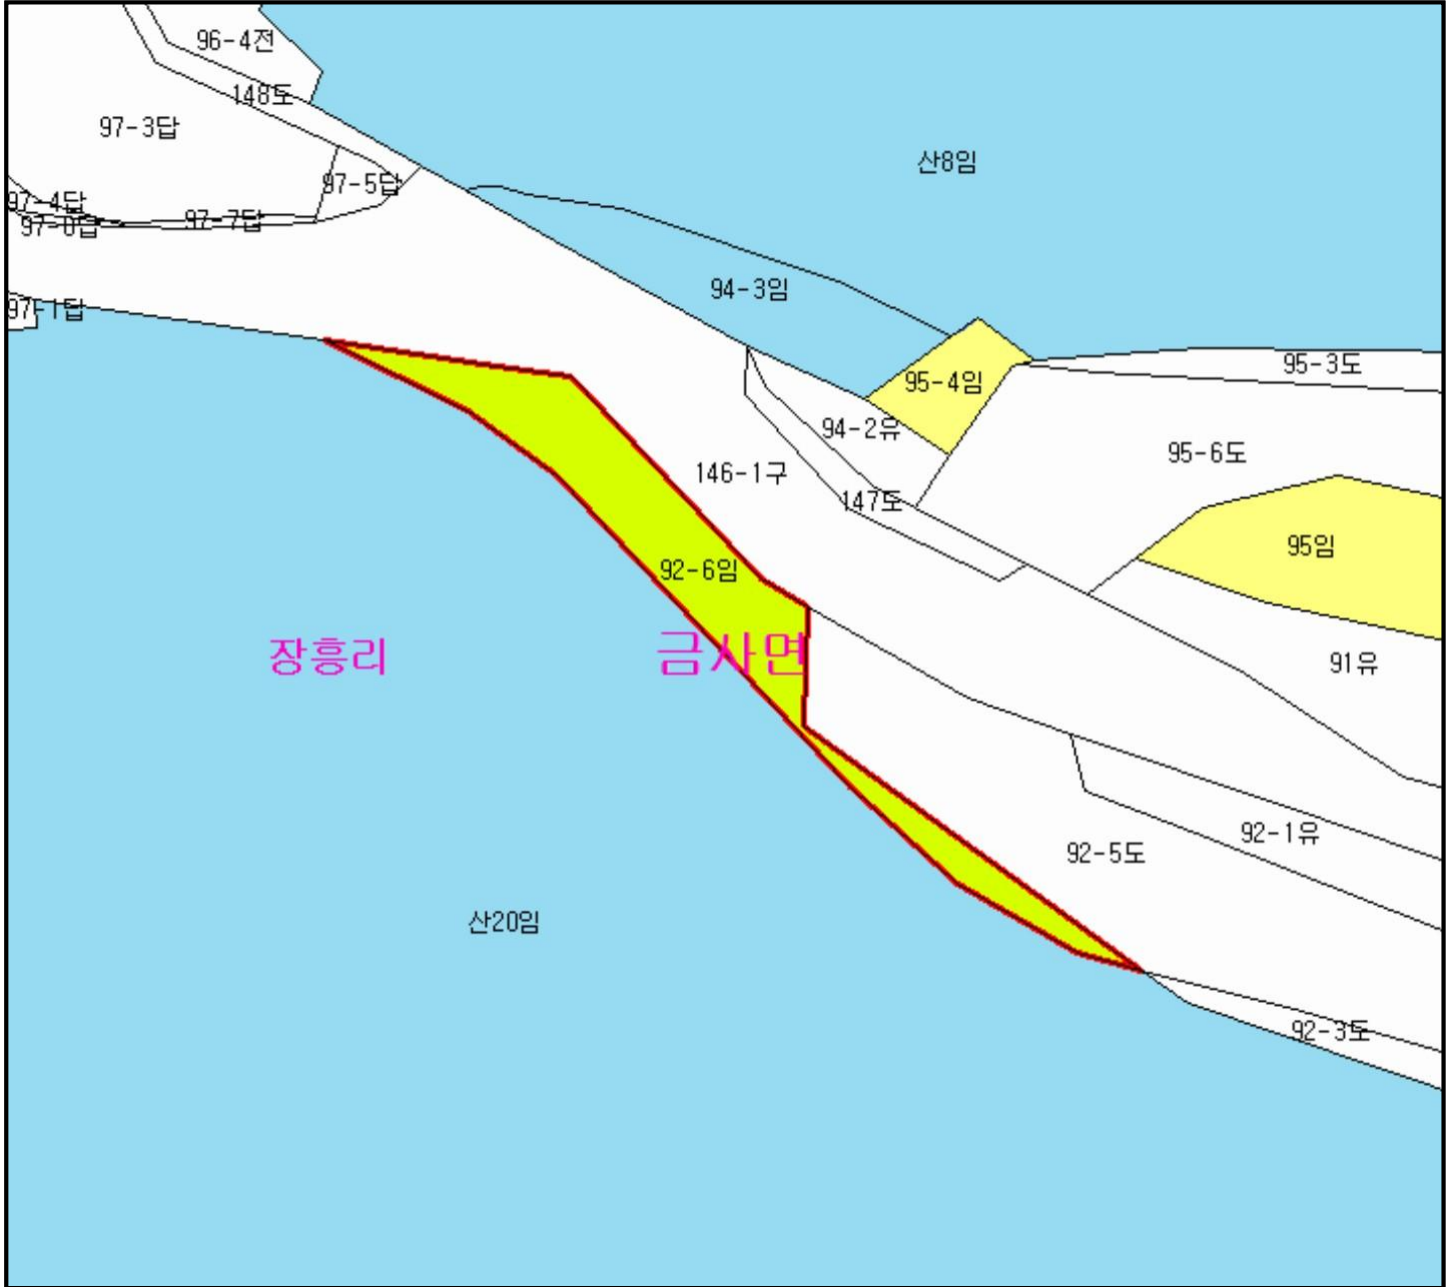 96-4전
148도
97-3답
산8임
97-5답
97-4답
97-7답
94-3임
97-1답
95-3도
95-4임
94-2유
95-6도
146-1구
147도
95임
92-6임
장흥리
금사면
91유
92-1유
92-5도
산20임
92-3도